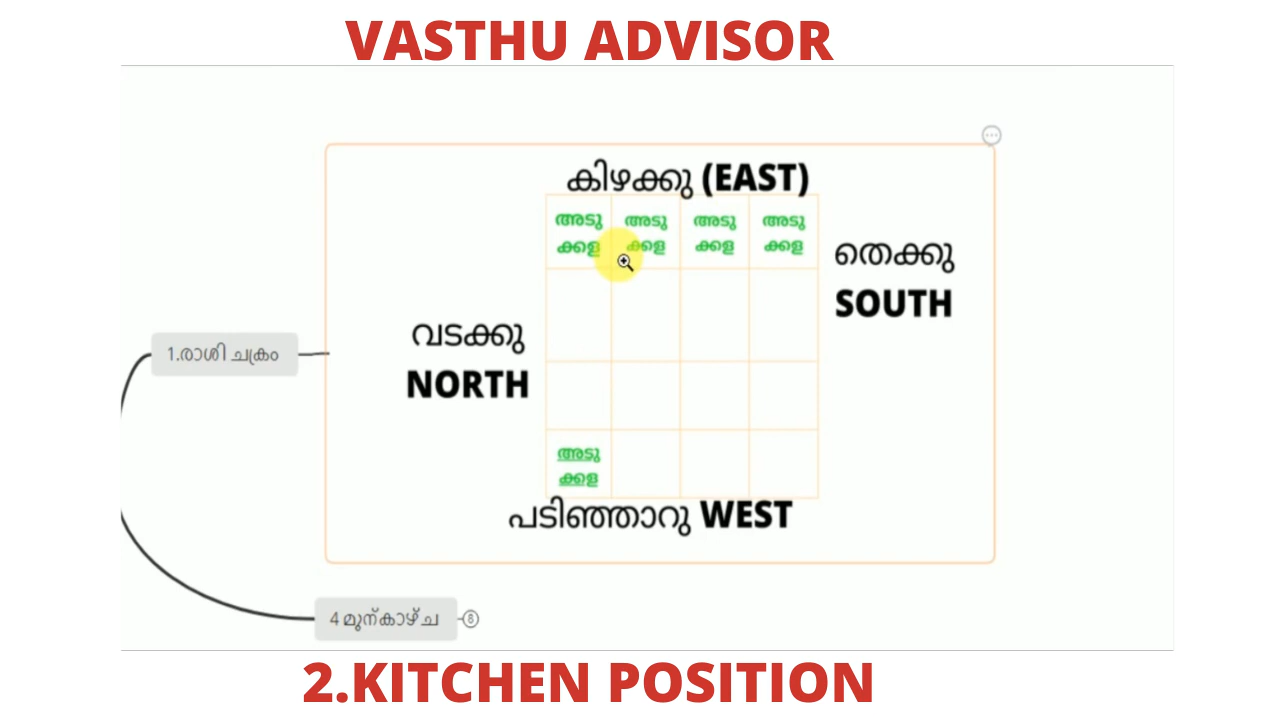 VASTHU ADVISOR
കിഴക്കു (EAST)
അടു അടു അടു അടു
ക്കള ക്കള ക്കള ക്കള
തെക്കു
SOUTH
വടക്കു
NORTH
1.രാശി ചക്രം
അടു
ക്കള
പടിഞ്ഞാറു WEST
4 മുന്കാഴ്ച
6
2.KITCHEN POSITION